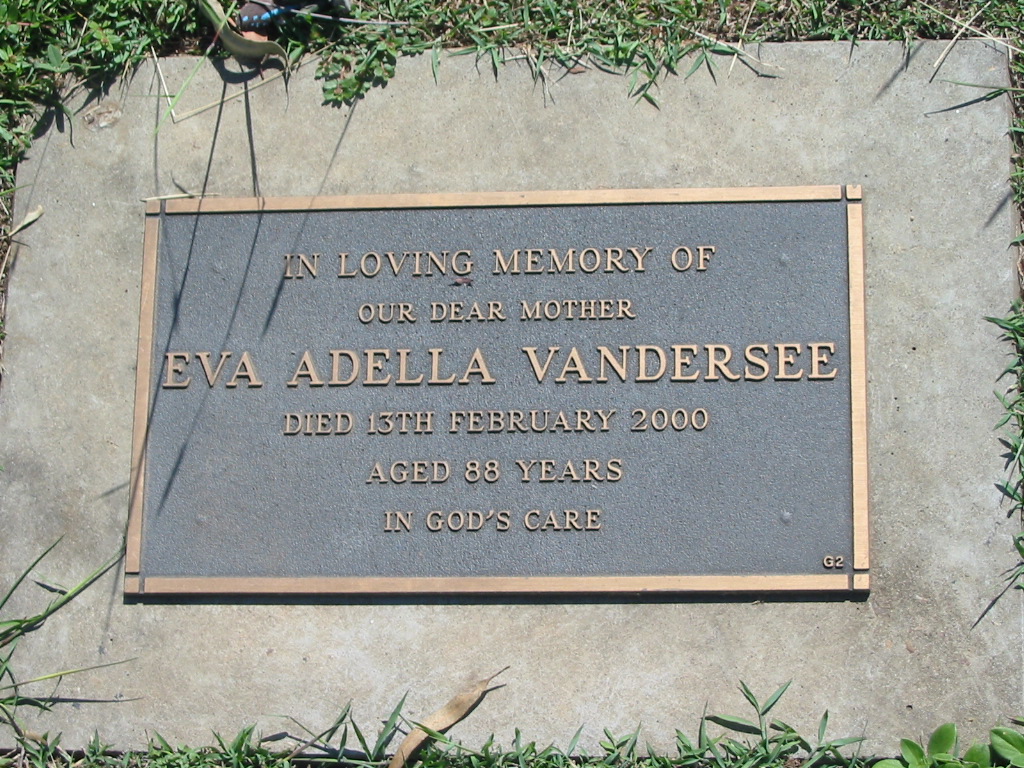 IN LOVING MEMORY OF
OUR DEAR MOTHER
EVA ADELLA VANDERSEE
DIED 13TH FEBRUARY 2000
AGED 88 YEARS
IN GOD'S CARE
G2